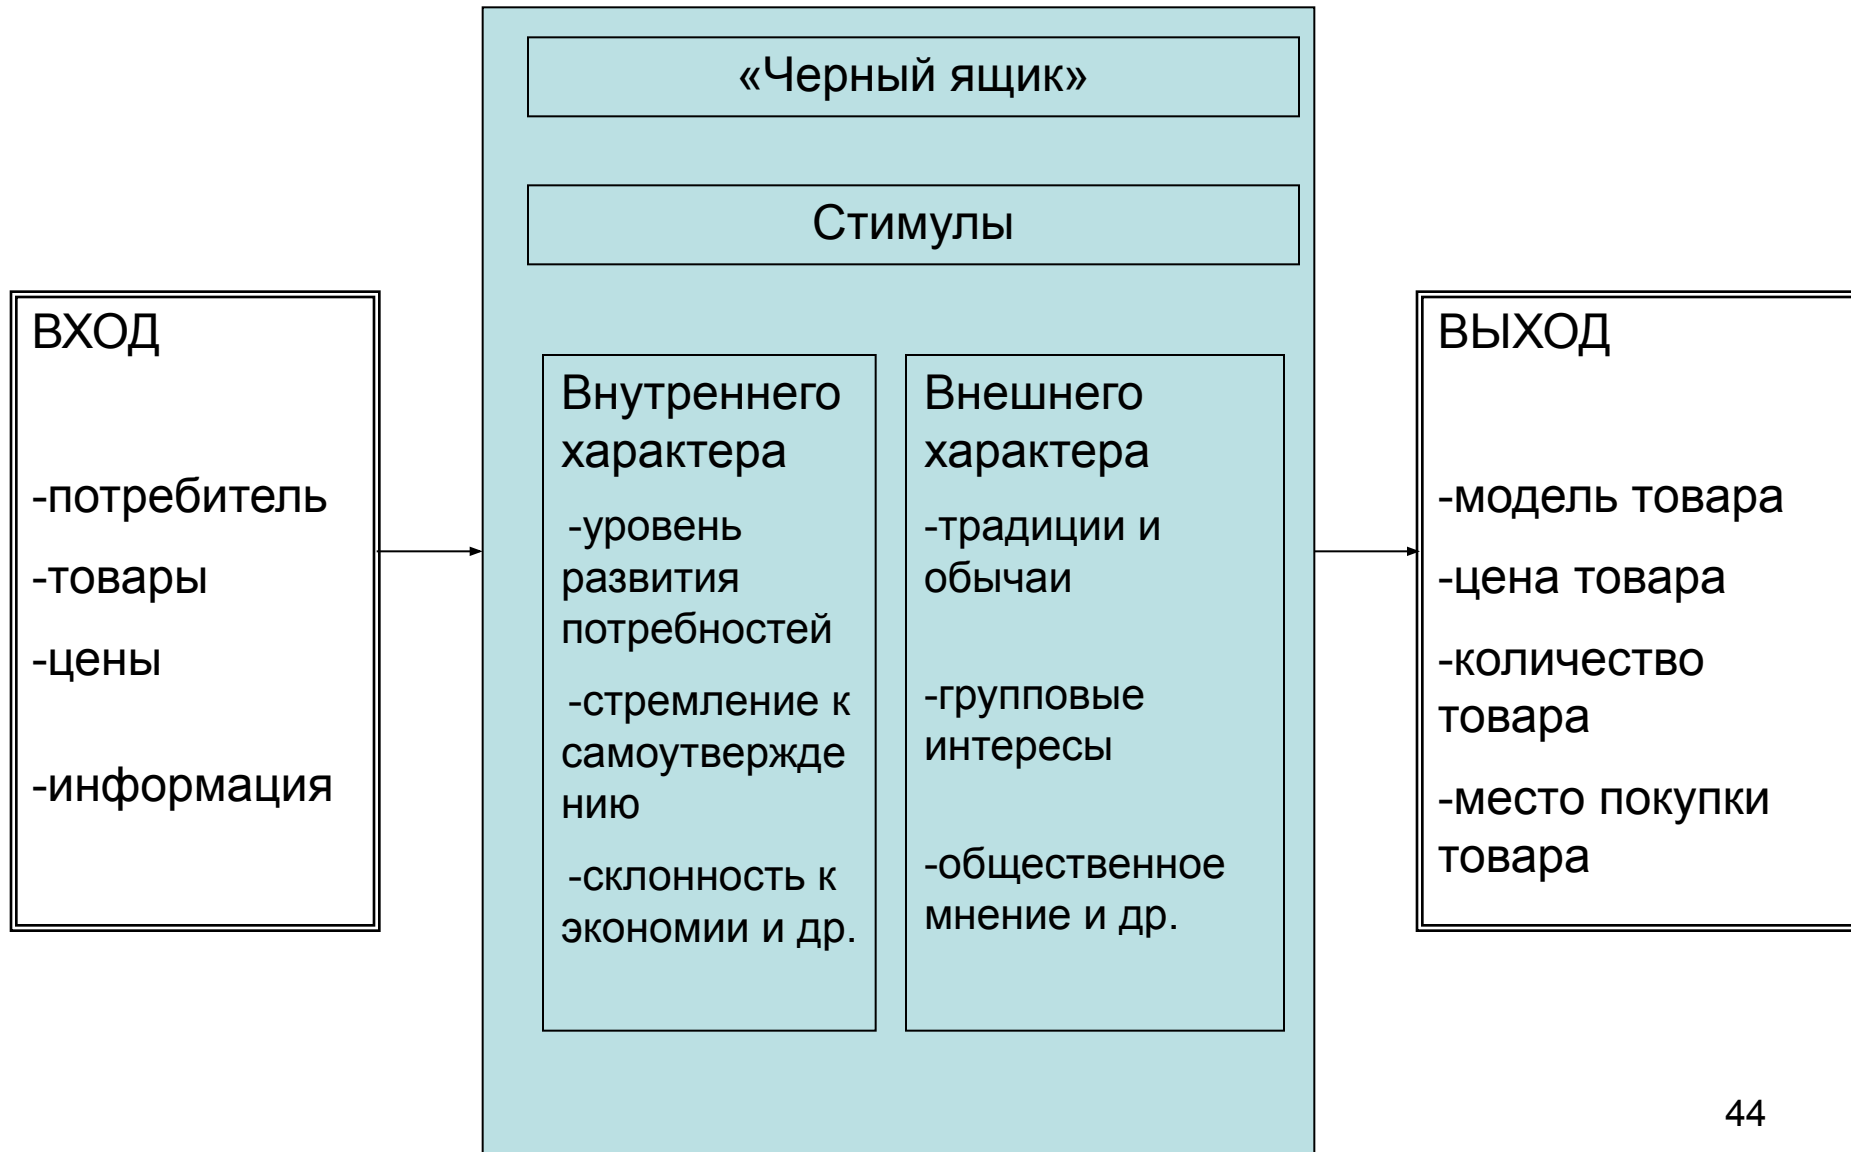 «Черный ящик»
Стимулы
ВХОД
-потребитель
-товары
-цены
-информация
Внутреннего
характера
-уровень
развития
потребностей
-стремление к
самоутвержде
нию
-склонность к
экономии и др.
Внешнего
характера
-традиции и
обычаи
-групповые
интересы
-общественное
мнение и др.
ВЫХОД
-модель товара
-цена товара
-количество
товара
-место покупки
товара
44